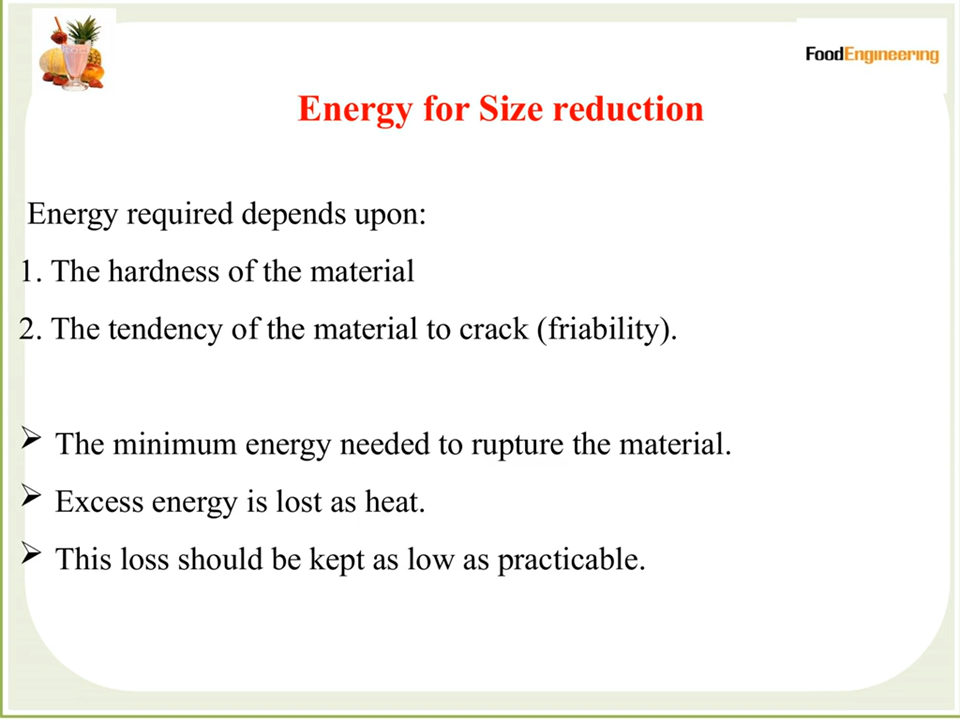 FoodEngineering
Energy for Size reduction
Energy required depends upon:
1. The hardness of the material
2. The tendency of the material to crack (friability).
➢ The minimum energy needed to rupture the material.
➢ Excess energy is lost as heat.
➢ This loss should be kept as low as practicable.